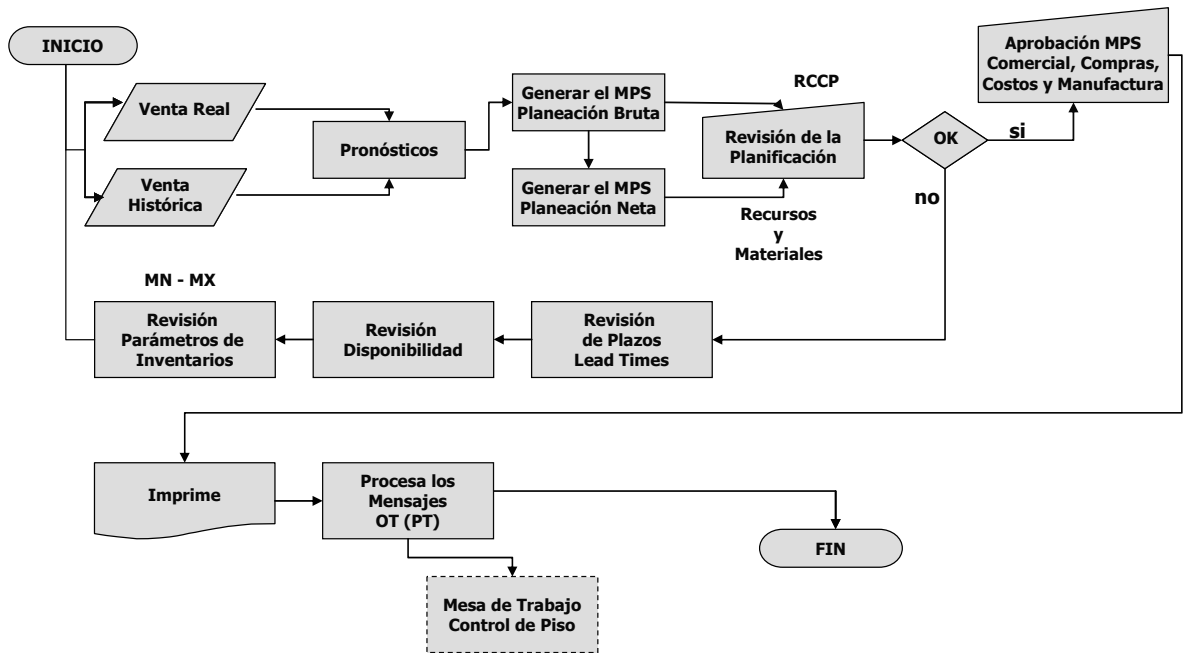 INICIO
Venta Real
Venta
Histórica
Pronósticos
Generar el MPS
Planeación Bruta
Generar el MPS
Planeación Neta
RCCP
Revisión de la
Planificación
Recursos
y
Materiales
OK
si
no
Aprobación MPS
Comercial, Compras,
Costos y Manufactura
MN - MX
Revisión
Parámetros de
Inventarios
Revisión
Disponibilidad
Revisión
de Plazos
Lead Times
Imprime
Procesa los
Mensajes
OT (PT)
FIN
Mesa de Trabajo
Control de Piso